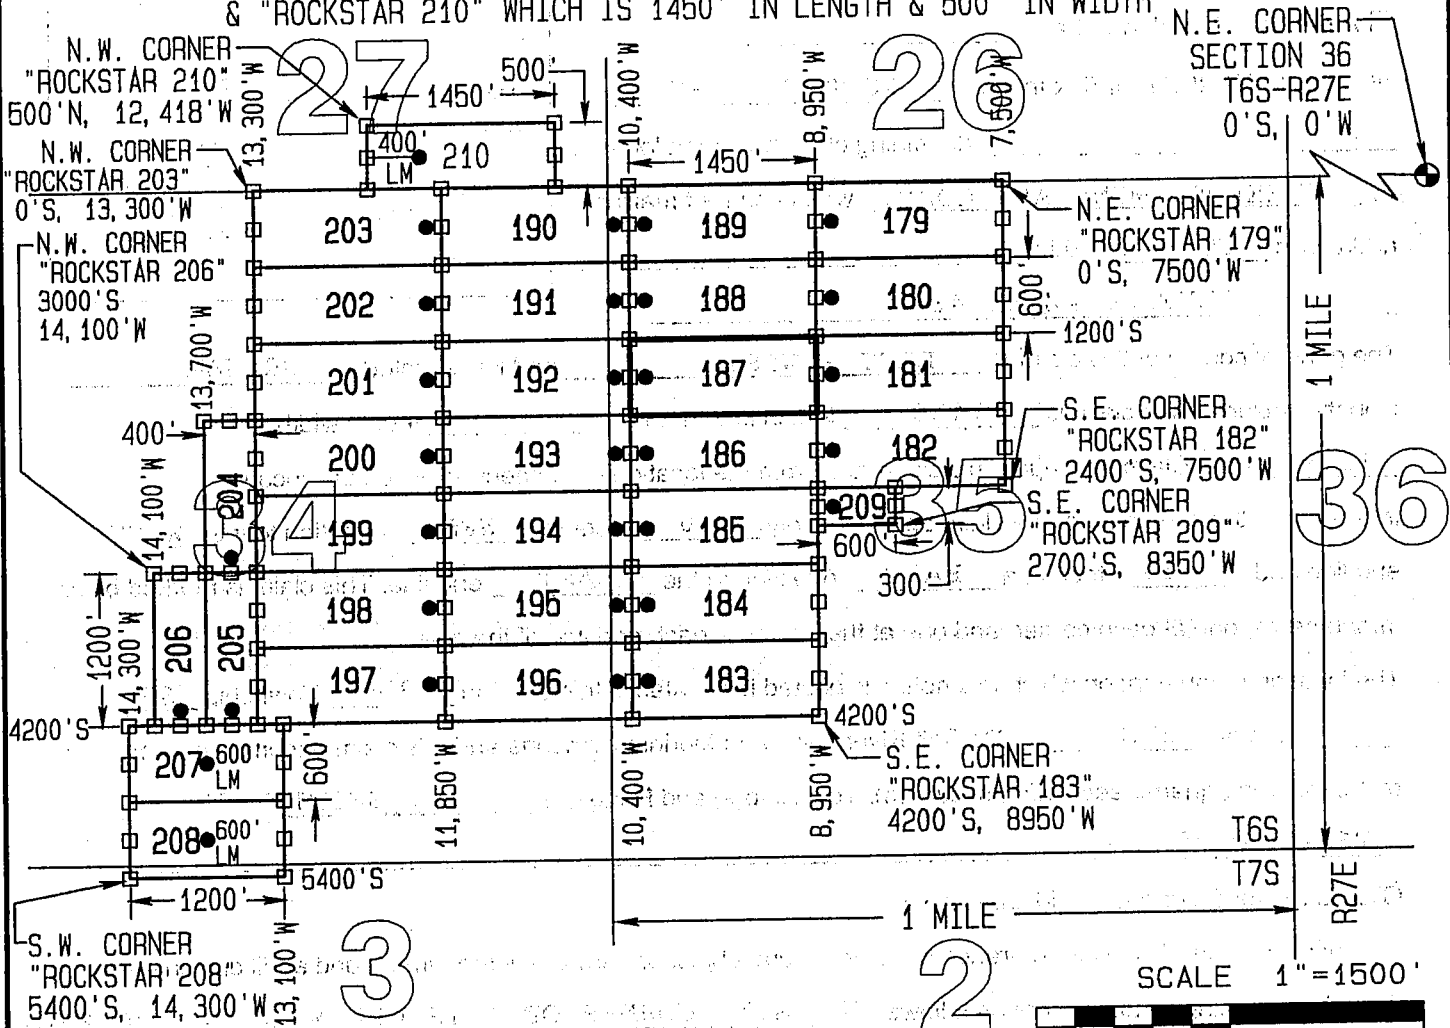 & "ROCKSTAR 210" WHICH IS 1450' IN LENGTH & 500' IN WIDTH
N.W. CORNER
"ROCKSTAR 210"
500'N, 12,418'W
N.W. CORNER
"ROCKSTAR 203"
0'S, 13,300'W
N.W. CORNER
"ROCKSTAR 206"
3000'S
14,100'W
N.E. CORNER
SECTION 36
T6S-R27E
0'S, 0'W
27
26
13,300'W.
10,400'W.
8,950'W.
7,500'W
500'
1450'
400'
LM
210
1450'
203
190
189
179
N.E. CORNER
"ROCKSTAR 179"
0'S, 7500'W
202
191
188
180
600'
1200'S
1 MILE
13,700'W.
201
192
187
181
400'
200
193
186
182
S.E. CORNER
"ROCKSTAR 182"
2400'S, 7500'W
14,100'W.
34
204
35
36
199
194
185
209
600'
300'
S.E. CORNER
"ROCKSTAR 209"
2700'S, 8350'W
1200'
14,300'W.
206
205
198
195
184
197
196
183
4200'S
4200'S
S.E. CORNER
"ROCKSTAR 183"
4200'S, 8950'W
207
600'
LM
600'
11,850'W.
10,400'W.
8,950'W.
208
600'
LM
T6S
T7S
R27E
5400'S
1200'
1 MILE
S.W. CORNER
"ROCKSTAR 208"
5400'S, 14,300'W
13,100'W.
3
2
SCALE 1"=1500'